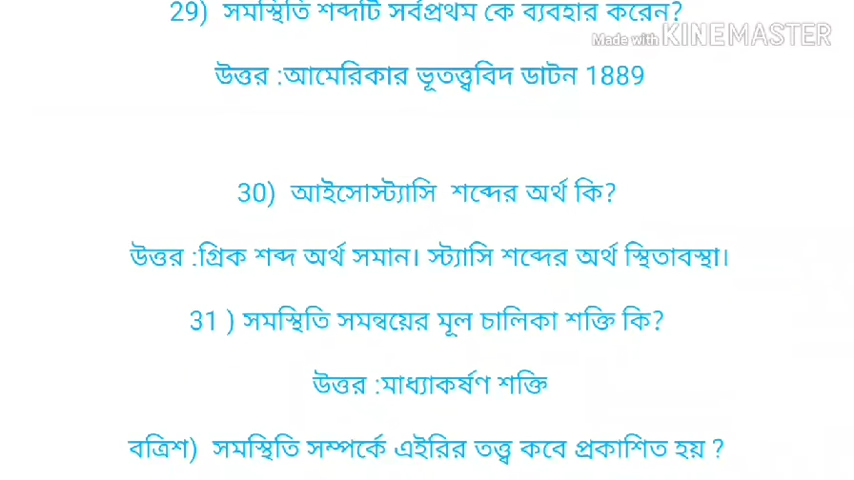 29) সমস্থিতি শব্দটি সর্বপ্রথম কে ব্যবহার করেন?
Made with KINEMASTER
উত্তর :আমেরিকার ভূতত্ত্ববিদ ডাটন 1889
30) আইসোস্ট্যাসি শব্দের অর্থ কি?
উত্তর :গ্রিক শব্দ অর্থ সমান। স্ট্যাসি শব্দের অর্থ স্থিতাবস্থা।
31 ) সমস্থিতি সমন্বয়ের মূল চালিকা শক্তি কি?
উত্তর :মাধ্যাকর্ষণ শক্তি
বত্রিশ) সমস্থিতি সম্পর্কে এইরির তত্ত্ব কবে প্রকাশিত হয় ?